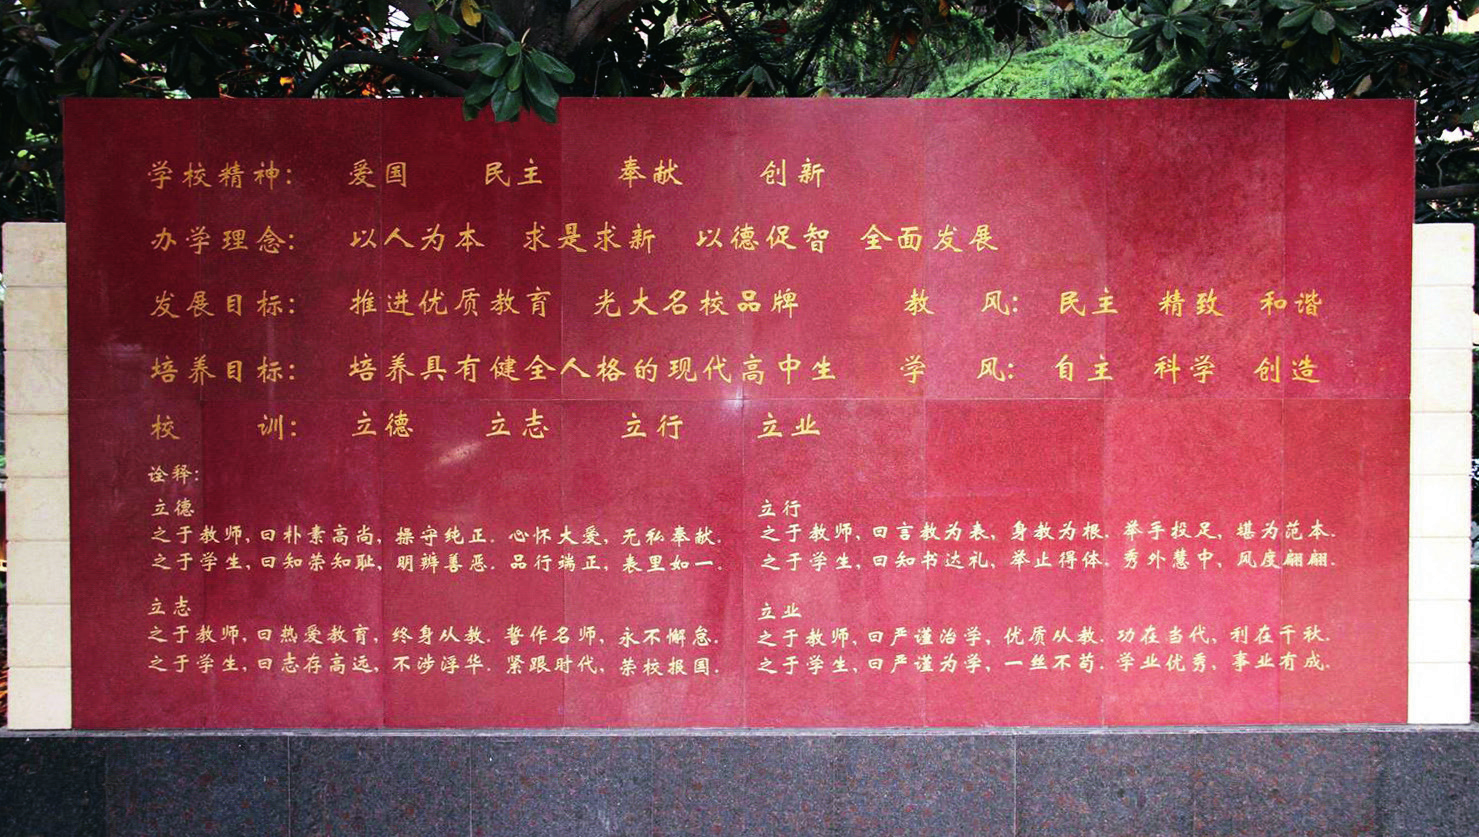 学校精神： 爱国 民主 奉献 创新
办学理念： 以人为本 求是求新 以德促智 全面发展
发展目标： 推进优质教育 光大名校品牌 教 风： 民主 精致 和谐
培养目标： 培养具有健全人格的现代高中生 学 风： 自主 科学 创造
校 训： 立德 立志 立行 立业
诠释：
立德
之于教师，曰朴素高尚，操守纯正．心怀大爱，无私奉献．
之于学生，曰知荣知耻，明辨善恶．品行端正，表里如一．
立志
之于教师，曰热爱教育，终身从教．誓作名师，永不懈怠．
之于学生，曰志存高远，不涉浮华．紧跟时代，荣校报国．
立行
之于教师，曰言教为表，身教为根．举手投足，堪为范本．
之于学生，曰知书达礼，举止得体．秀外慧中，风度翩翩．
立业
之于教师，曰严谨治学，优质从教．功在当代，利在千秋．
之于学生，曰严谨为学，一丝不苟．学业优秀，事业有成．